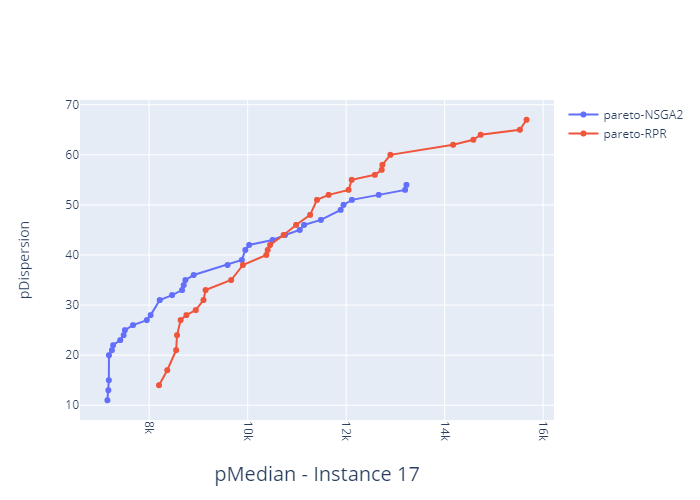 pareto-NSGA2
pareto-RPR
70
60
50
40
30
20
10
pDispersion
8k
10k
12k
14k
16k
pMedian - Instance 17